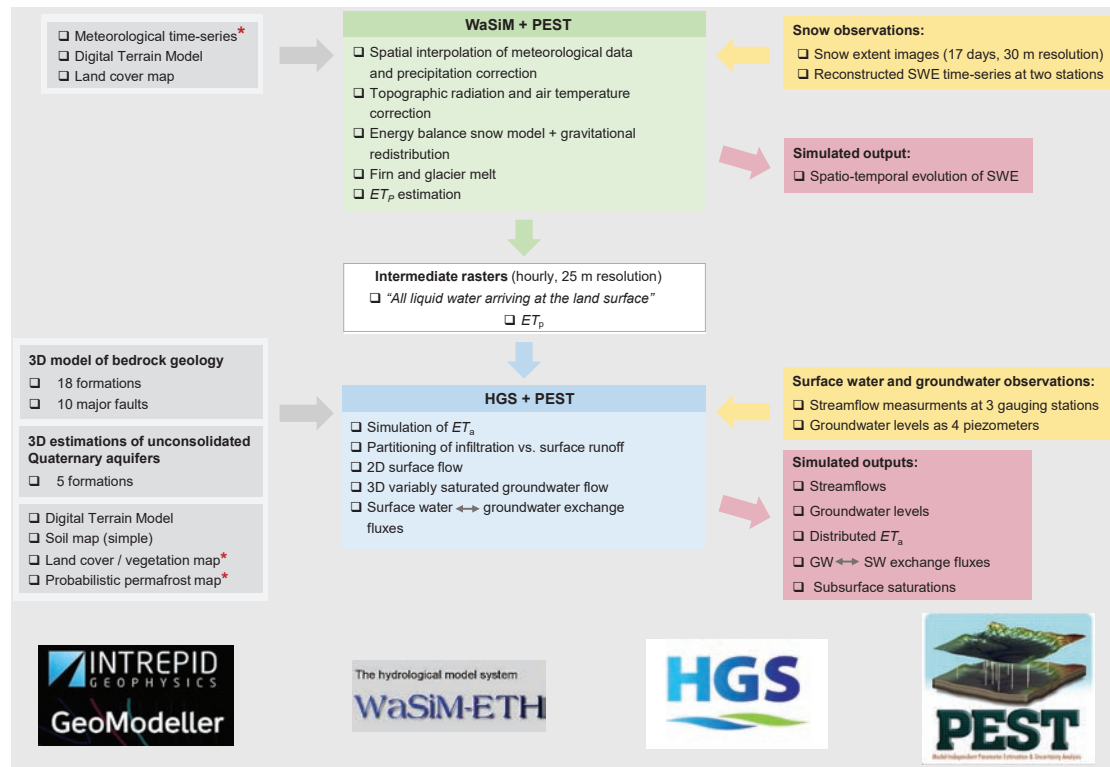 Meteorological time-series*
Digital Terrain Model
Land cover map
WaSiM + PEST
Spatial interpolation of meteorological data
and precipitation correction
Topographic radiation and air temperature
correction
Energy balance snow model + gravitational
redistribution
Firn and glacier melt
ETP estimation
Snow observations:
Snow extent images (17 days, 30 m resolution)
Reconstructed SWE time-series at two stations
Simulated output:
Spatio-temporal evolution of SWE
Intermediate rasters (hourly, 25 m resolution)
“All liquid water arriving at the land surface”
ETp
3D model of bedrock geology
18 formations
10 major faults
3D estimations of unconsolidated
Quaternary aquifers
5 formations
Digital Terrain Model
Soil map (simple)
Land cover / vegetation map*
Probabilistic permafrost map*
HGS + PEST
Simulation of ETa
Partitioning of infiltration vs. surface runoff
2D surface flow
3D variably saturated groundwater flow
Surface water ↔ groundwater exchange
fluxes
Surface water and groundwater observations:
Streamflow measurments at 3 gauging stations
Groundwater levels as 4 piezometers
Simulated outputs:
Streamflows
Groundwater levels
Distributed ETa
GW ↔ SW exchange fluxes
Subsurface saturations
INTREPID
GEOPHYSICS
GeoModeller
The hydrological model system
WaSiM-ETH
HGS
PEST
Model Independent Parameter Estimation & Uncertainty Analysis